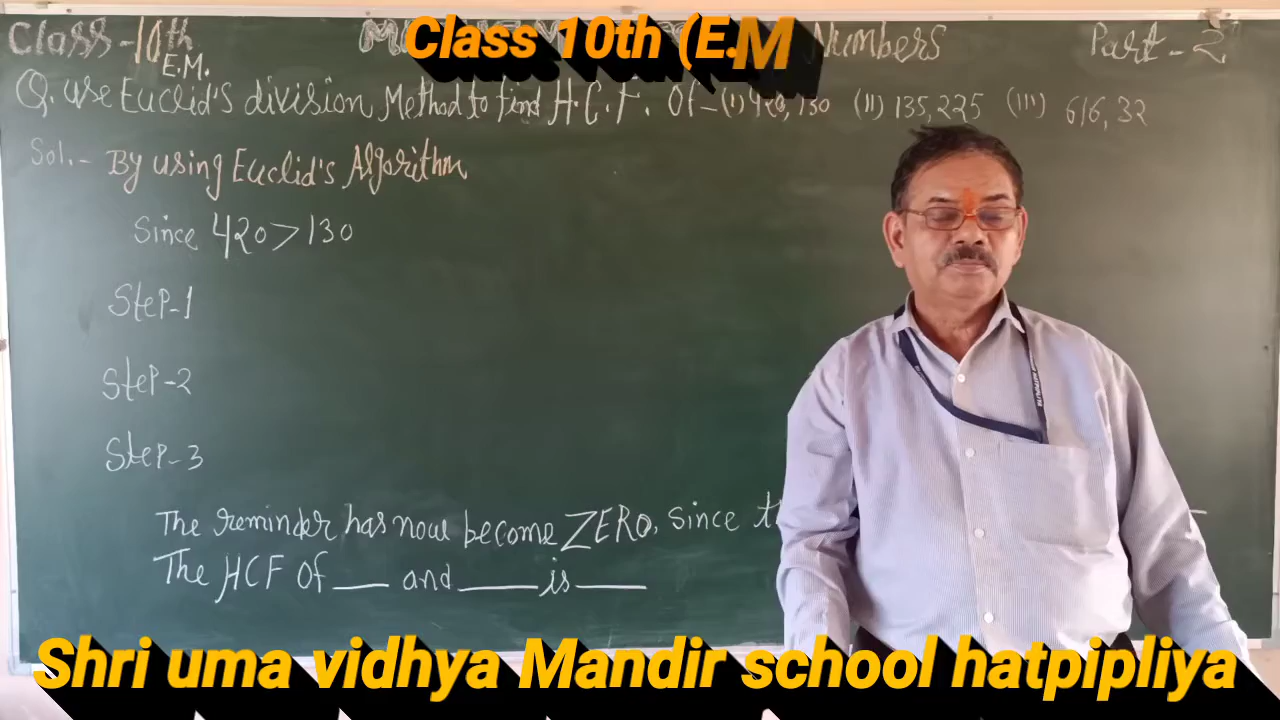 Class-10th
E.M.
Class 10th (E.M
Numbers
Part-2
Q. Use Euclid's division Method to find H.C.F. Of-(I) 420,130 (II) 135,225 (III) 616, 32
Sol.- By using Euclid's Algorithm
Since 420>130
Step-1
Step-2
Step-3
The reminder has now become ZERO, Since
The HCF Of ___ and ___ is ___
Shri uma vidhya Mandir school hatpipliya